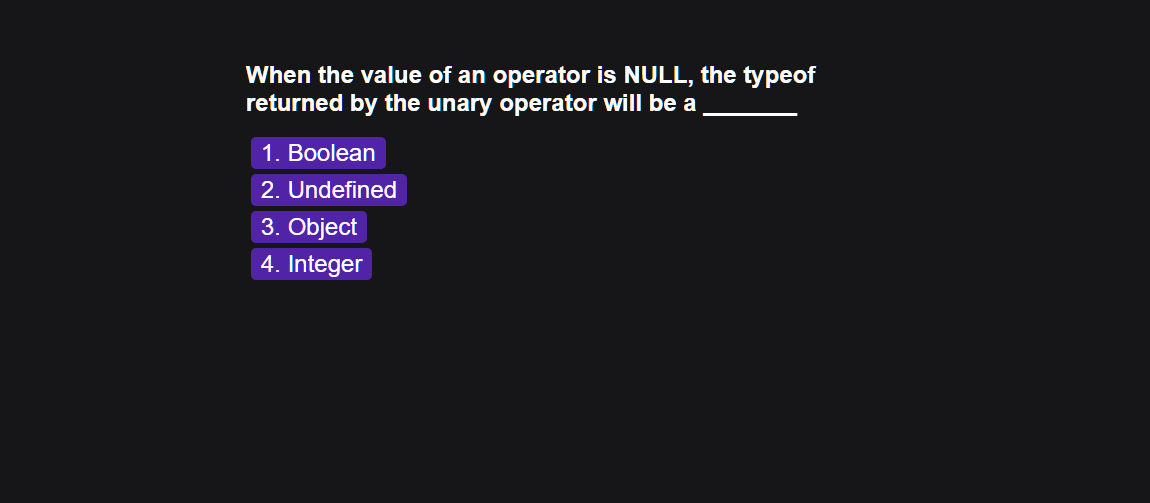 When the value of an operator is NULL, the typeof
returned by the unary operator will be a ________
1. Boolean
2. Undefined
3. Object
4. Integer